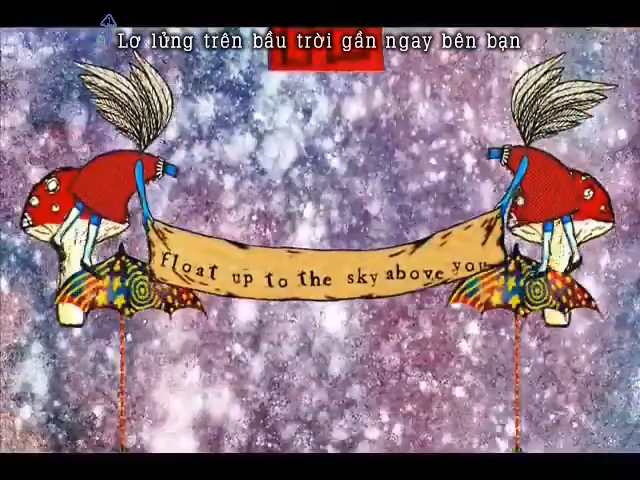 Lơ lửng trên bầu trời gần ngay bên bạn
float up to the sky above you